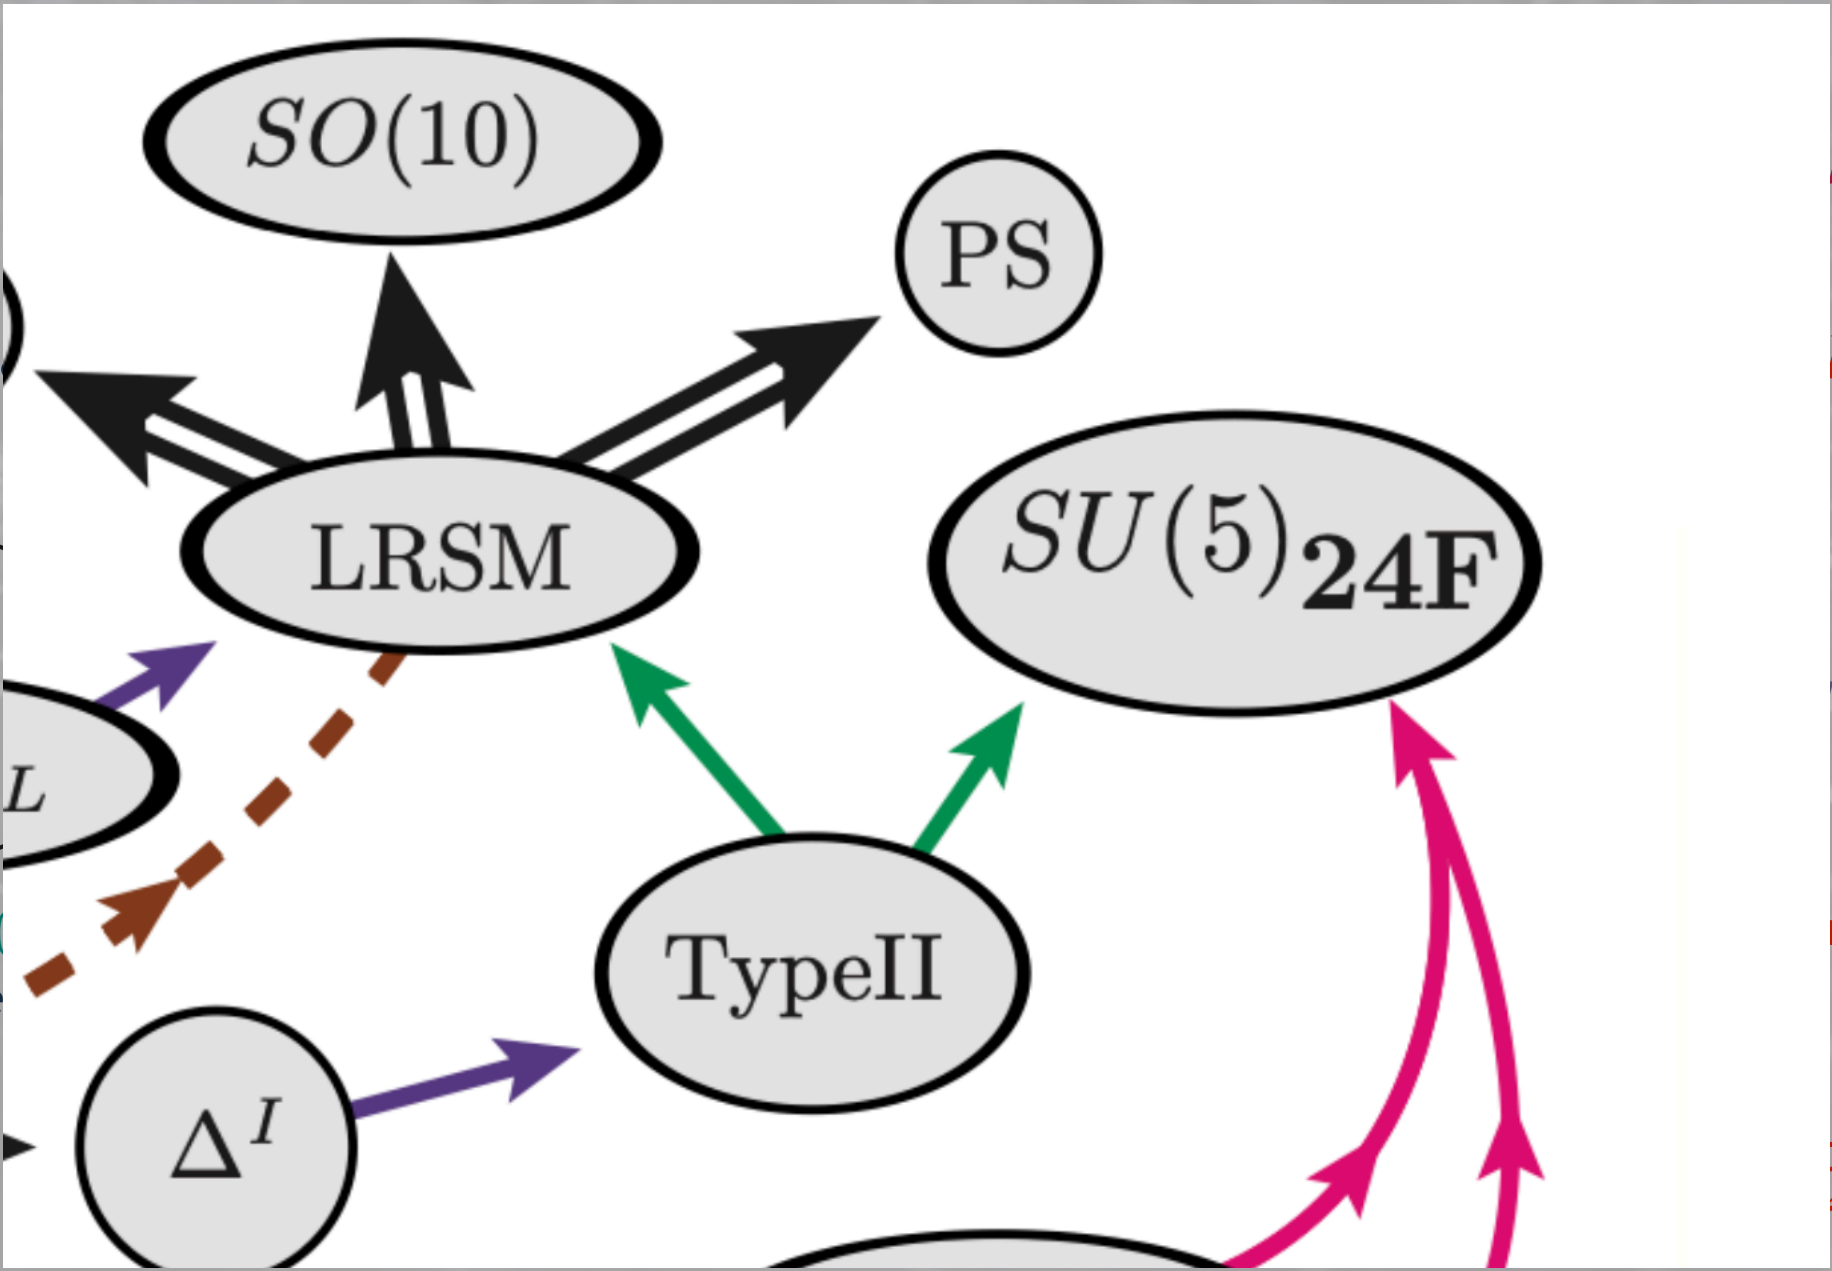 SO(10)
PS
LRSM
SU(5)24F
L
TypeII
Δ^I